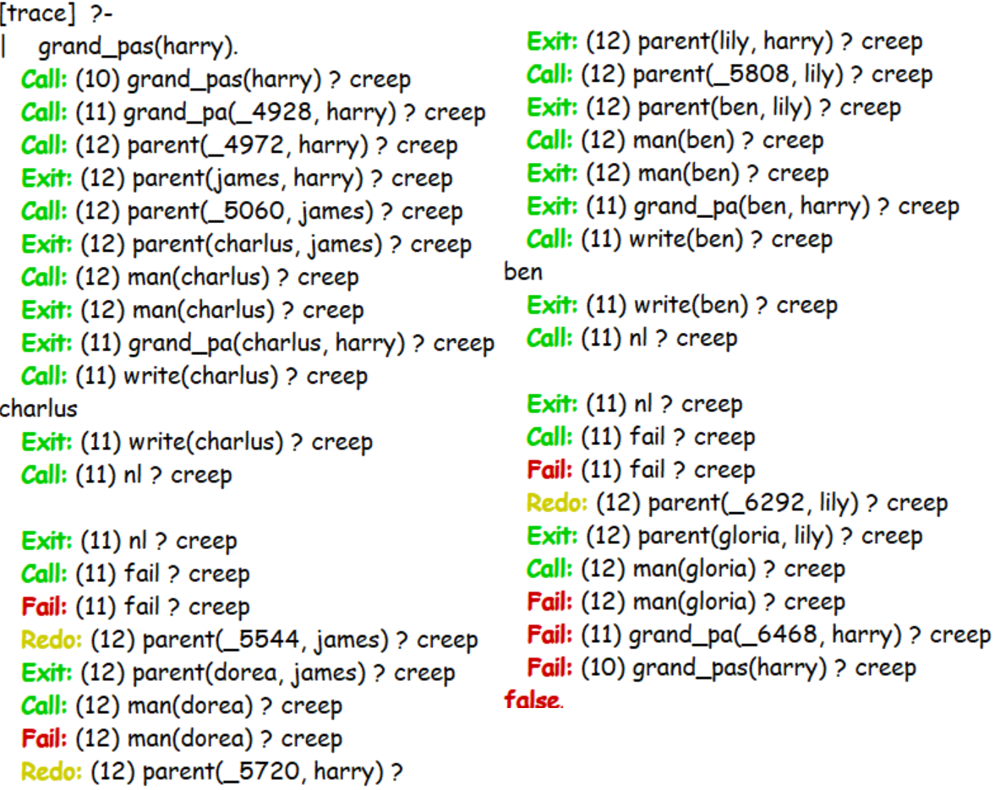 [trace]  ?-
|    grand_pas(harry).
Call: (10) grand_pas(harry) ? creep
Call: (11) grand_pa(_4928, harry) ? creep
Call: (12) parent(_4972, harry) ? creep
Exit: (12) parent(james, harry) ? creep
Call: (12) parent(_5060, james) ? creep
Exit: (12) parent(charlus, james) ? creep
Call: (12) man(charlus) ? creep
Exit: (12) man(charlus) ? creep
Exit: (11) grand_pa(charlus, harry) ? creep
Call: (11) write(charlus) ? creep
charlus
Exit: (11) write(charlus) ? creep
Call: (11) nl ? creep
Exit: (11) nl ? creep
Call: (11) fail ? creep
Fail: (11) fail ? creep
Redo: (12) parent(_5544, james) ? creep
Exit: (12) parent(dorea, james) ? creep
Call: (12) man(dorea) ? creep
Fail: (12) man(dorea) ? creep
Redo: (12) parent(_5720, harry) ?
Exit: (12) parent(lily, harry) ? creep
Call: (12) parent(_5808, lily) ? creep
Exit: (12) parent(ben, lily) ? creep
Call: (12) man(ben) ? creep
Exit: (12) man(ben) ? creep
Exit: (11) grand_pa(ben, harry) ? creep
Call: (11) write(ben) ? creep
ben
Exit: (11) write(ben) ? creep
Call: (11) nl ? creep
Exit: (11) nl ? creep
Call: (11) fail ? creep
Fail: (11) fail ? creep
Redo: (12) parent(_6292, lily) ? creep
Exit: (12) parent(gloria, lily) ? creep
Call: (12) man(gloria) ? creep
Fail: (12) man(gloria) ? creep
Fail: (11) grand_pa(_6468, harry) ? creep
Fail: (10) grand_pas(harry) ? creep
false.